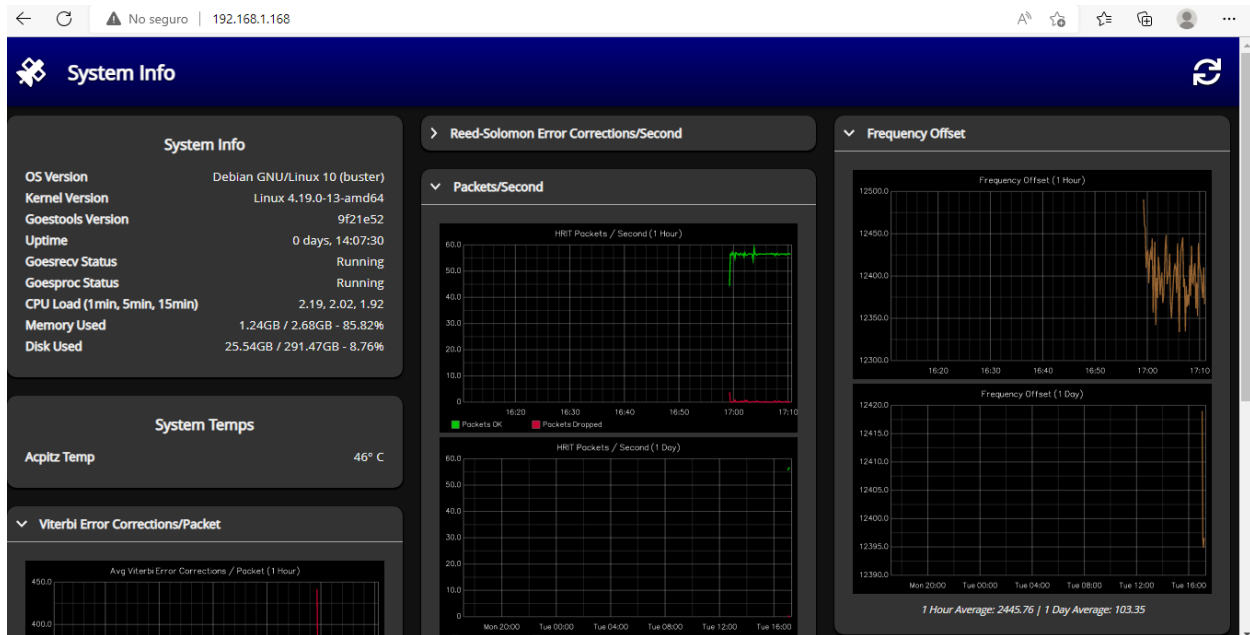 No seguro | 192.168.1.168
System Info
System Info
OS Version Debian GNU/Linux 10 (buster)
Kernel Version Linux 4.19.0-13-amd64
Goestools Version 9f21e52
Uptime 0 days, 14:07:30
Goesrecv Status Running
Goesproc Status Running
CPU Load (1min, 5min, 15min) 2.19, 2.02, 1.92
Memory Used 1.24GB / 2.68GB - 85.82%
Disk Used 25.54GB / 291.47GB - 8.76%
System Temps
Acpitz Temp 46° C
Viterbi Error Corrections/Packet
Avg Viterbi Error Corrections / Packet (1 Hour)
450.0
400.0
Reed-Solomon Error Corrections/Second
Packets/Second
HRIT Packets / Second (1 Hour)
60.0
50.0
40.0
30.0
20.0
10.0
0
16:20 16:30 16:40 16:50 17:00 17:10
Packets OK Packets Dropped
HRIT Packets / Second (1 Day)
60.0
50.0
40.0
30.0
20.0
10.0
0
Mon 20:00 Tue 00:00 Tue 04:00 Tue 08:00 Tue 12:00 Tue 16:00
Frequency Offset
Frequency Offset (1 Hour)
12500.0
12450.0
12400.0
12350.0
12300.0
16:20 16:30 16:40 16:50 17:00 17:10
Frequency Offset (1 Day)
12420.0
12415.0
12410.0
12405.0
12400.0
12395.0
12390.0
Mon 20:00 Tue 00:00 Tue 04:00 Tue 08:00 Tue 12:00 Tue 16:00
1 Hour Average: 2445.76 | 1 Day Average: 103.35